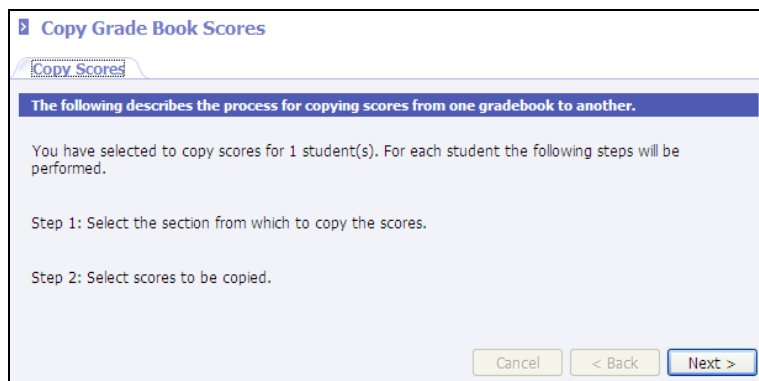 Copy Grade Book Scores
Copy Scores
The following describes the process for copying scores from one gradebook to another.
You have selected to copy scores for 1 student(s). For each student the following steps will be
performed.
Step 1: Select the section from which to copy the scores.
Step 2: Select scores to be copied.
Cancel < Back Next >